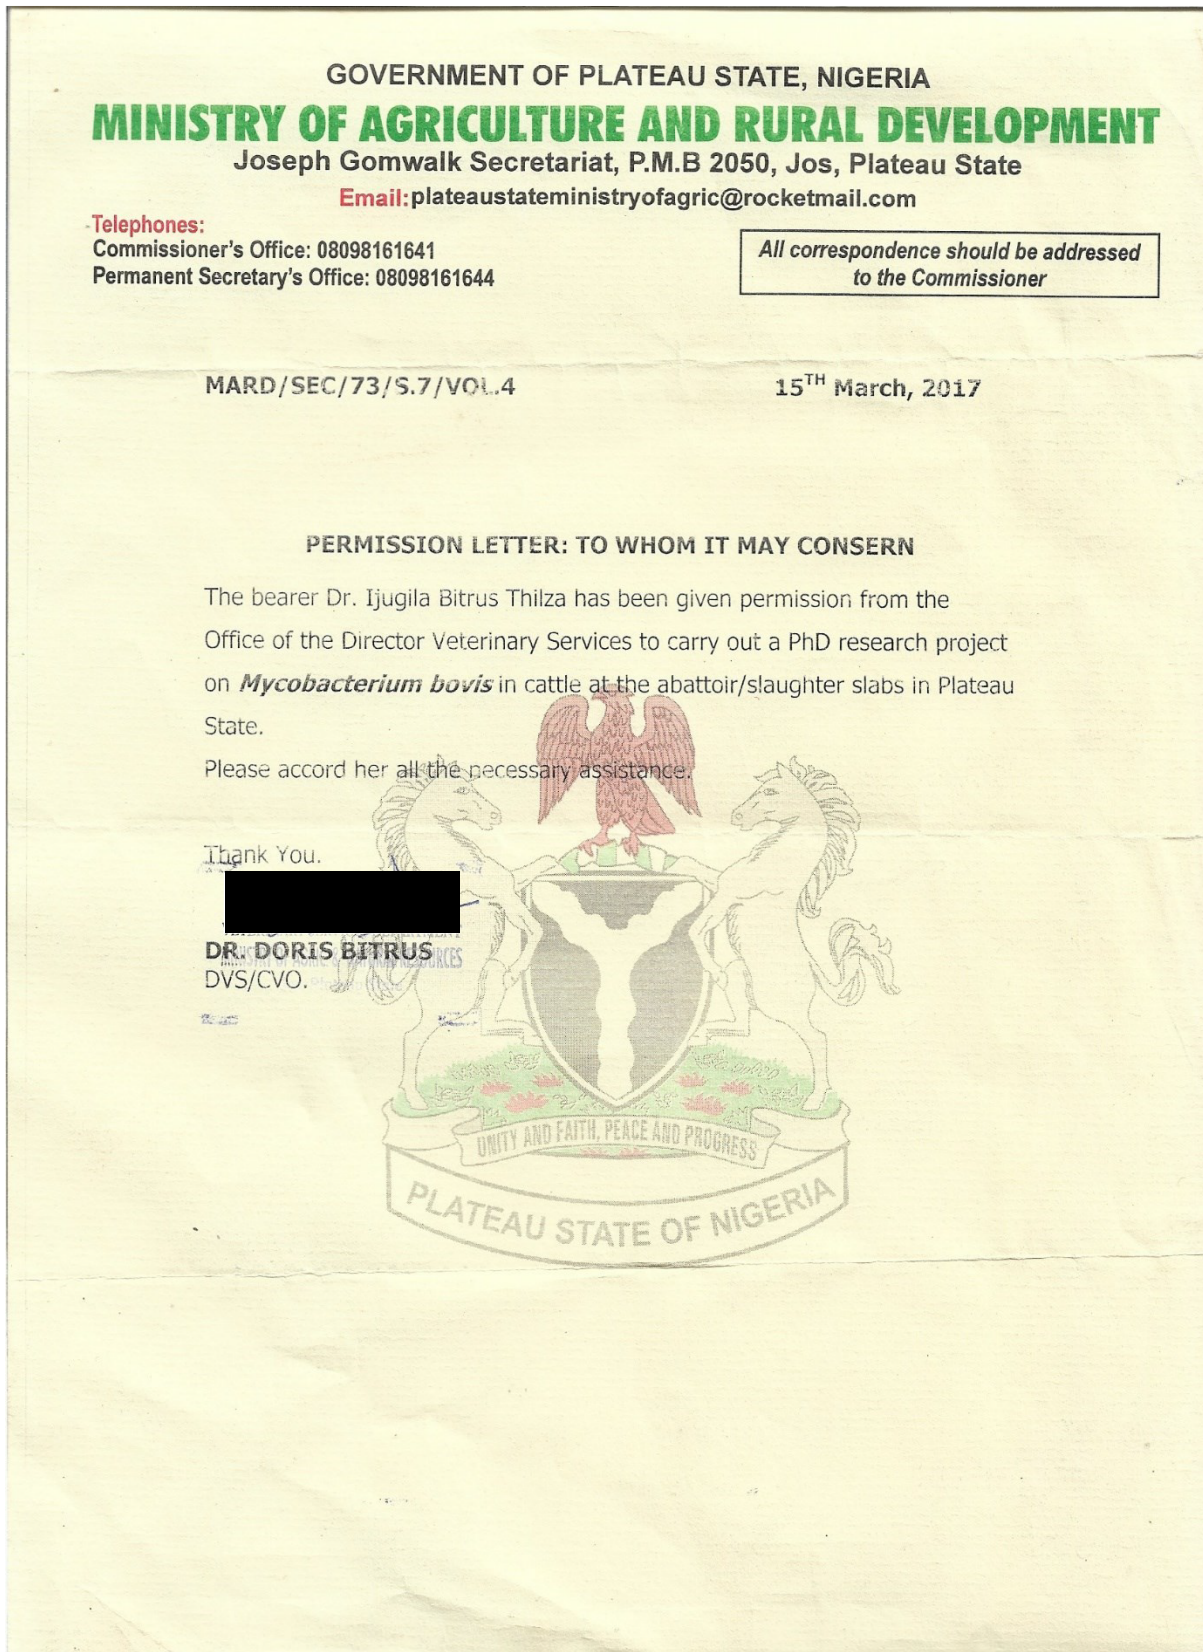 GOVERNMENT OF PLATEAU STATE, NIGERIA
MINISTRY OF AGRICULTURE AND RURAL DEVELOPMENT
Joseph Gomwalk Secretariat, P.M.B 2050, Jos, Plateau State
Email:plateaustateministryofagric@rocketmail.com
Telephones:
Commissioner's Office: 08098161641
Permanent Secretary's Office: 08098161644
All correspondence should be addressed
to the Commissioner
MARD/SEC/73/S.7/VOL.4
15TH March, 2017
PERMISSION LETTER: TO WHOM IT MAY CONSERN
The bearer Dr. Ijugila Bitrus Thilza has been given permission from the
Office of the Director Veterinary Services to carry out a PhD research project
on Mycobacterium bovis in cattle at the abattoir/slaughter slabs in Plateau
State.
Please accord her all the necessary assistance.
Thank You.
DR. DORIS BITRUS
DVS/CVO.
UNITY AND FAITH, PEACE AND PROGRESS
PLATEAU STATE OF NIGERIA